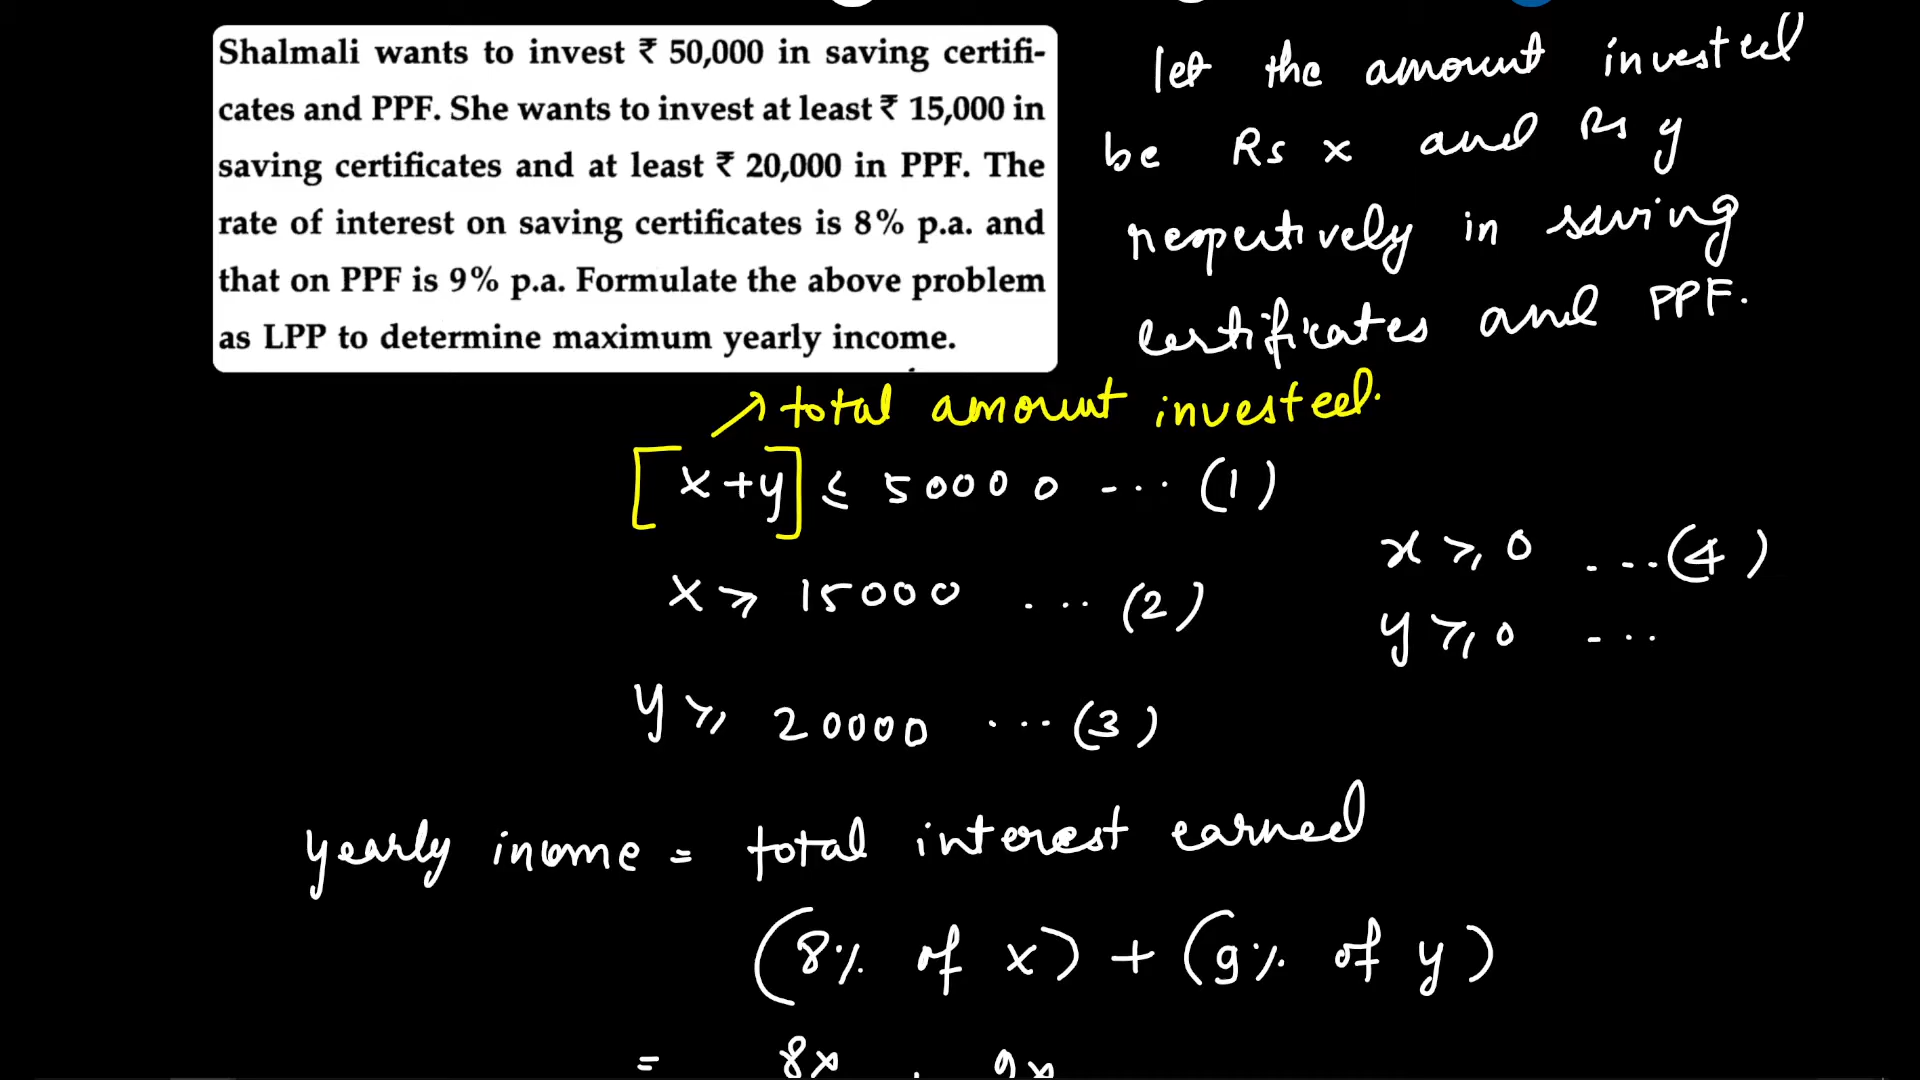 Shalmali wants to invest ₹ 50,000 in saving certifi-
cates and PPF. She wants to invest at least ₹ 15,000 in
saving certificates and at least ₹ 20,000 in PPF. The
rate of interest on saving certificates is 8% p.a. and
that on PPF is 9% p.a. Formulate the above problem
as LPP to determine maximum yearly income.
let the amount invested
be Rs x and Rs y
respectively in saving
certificates and PPF.
total amount invested.
[x+y] ≤ 50000 --·· (1)
x ≥ 15000 ... (2)
y ≥ 20000 ... (3)
x ≥ 0 ... (4)
y ≥ 0 ...
yearly income = total interest earned
(8% of x) + (9% of y)
= 8x